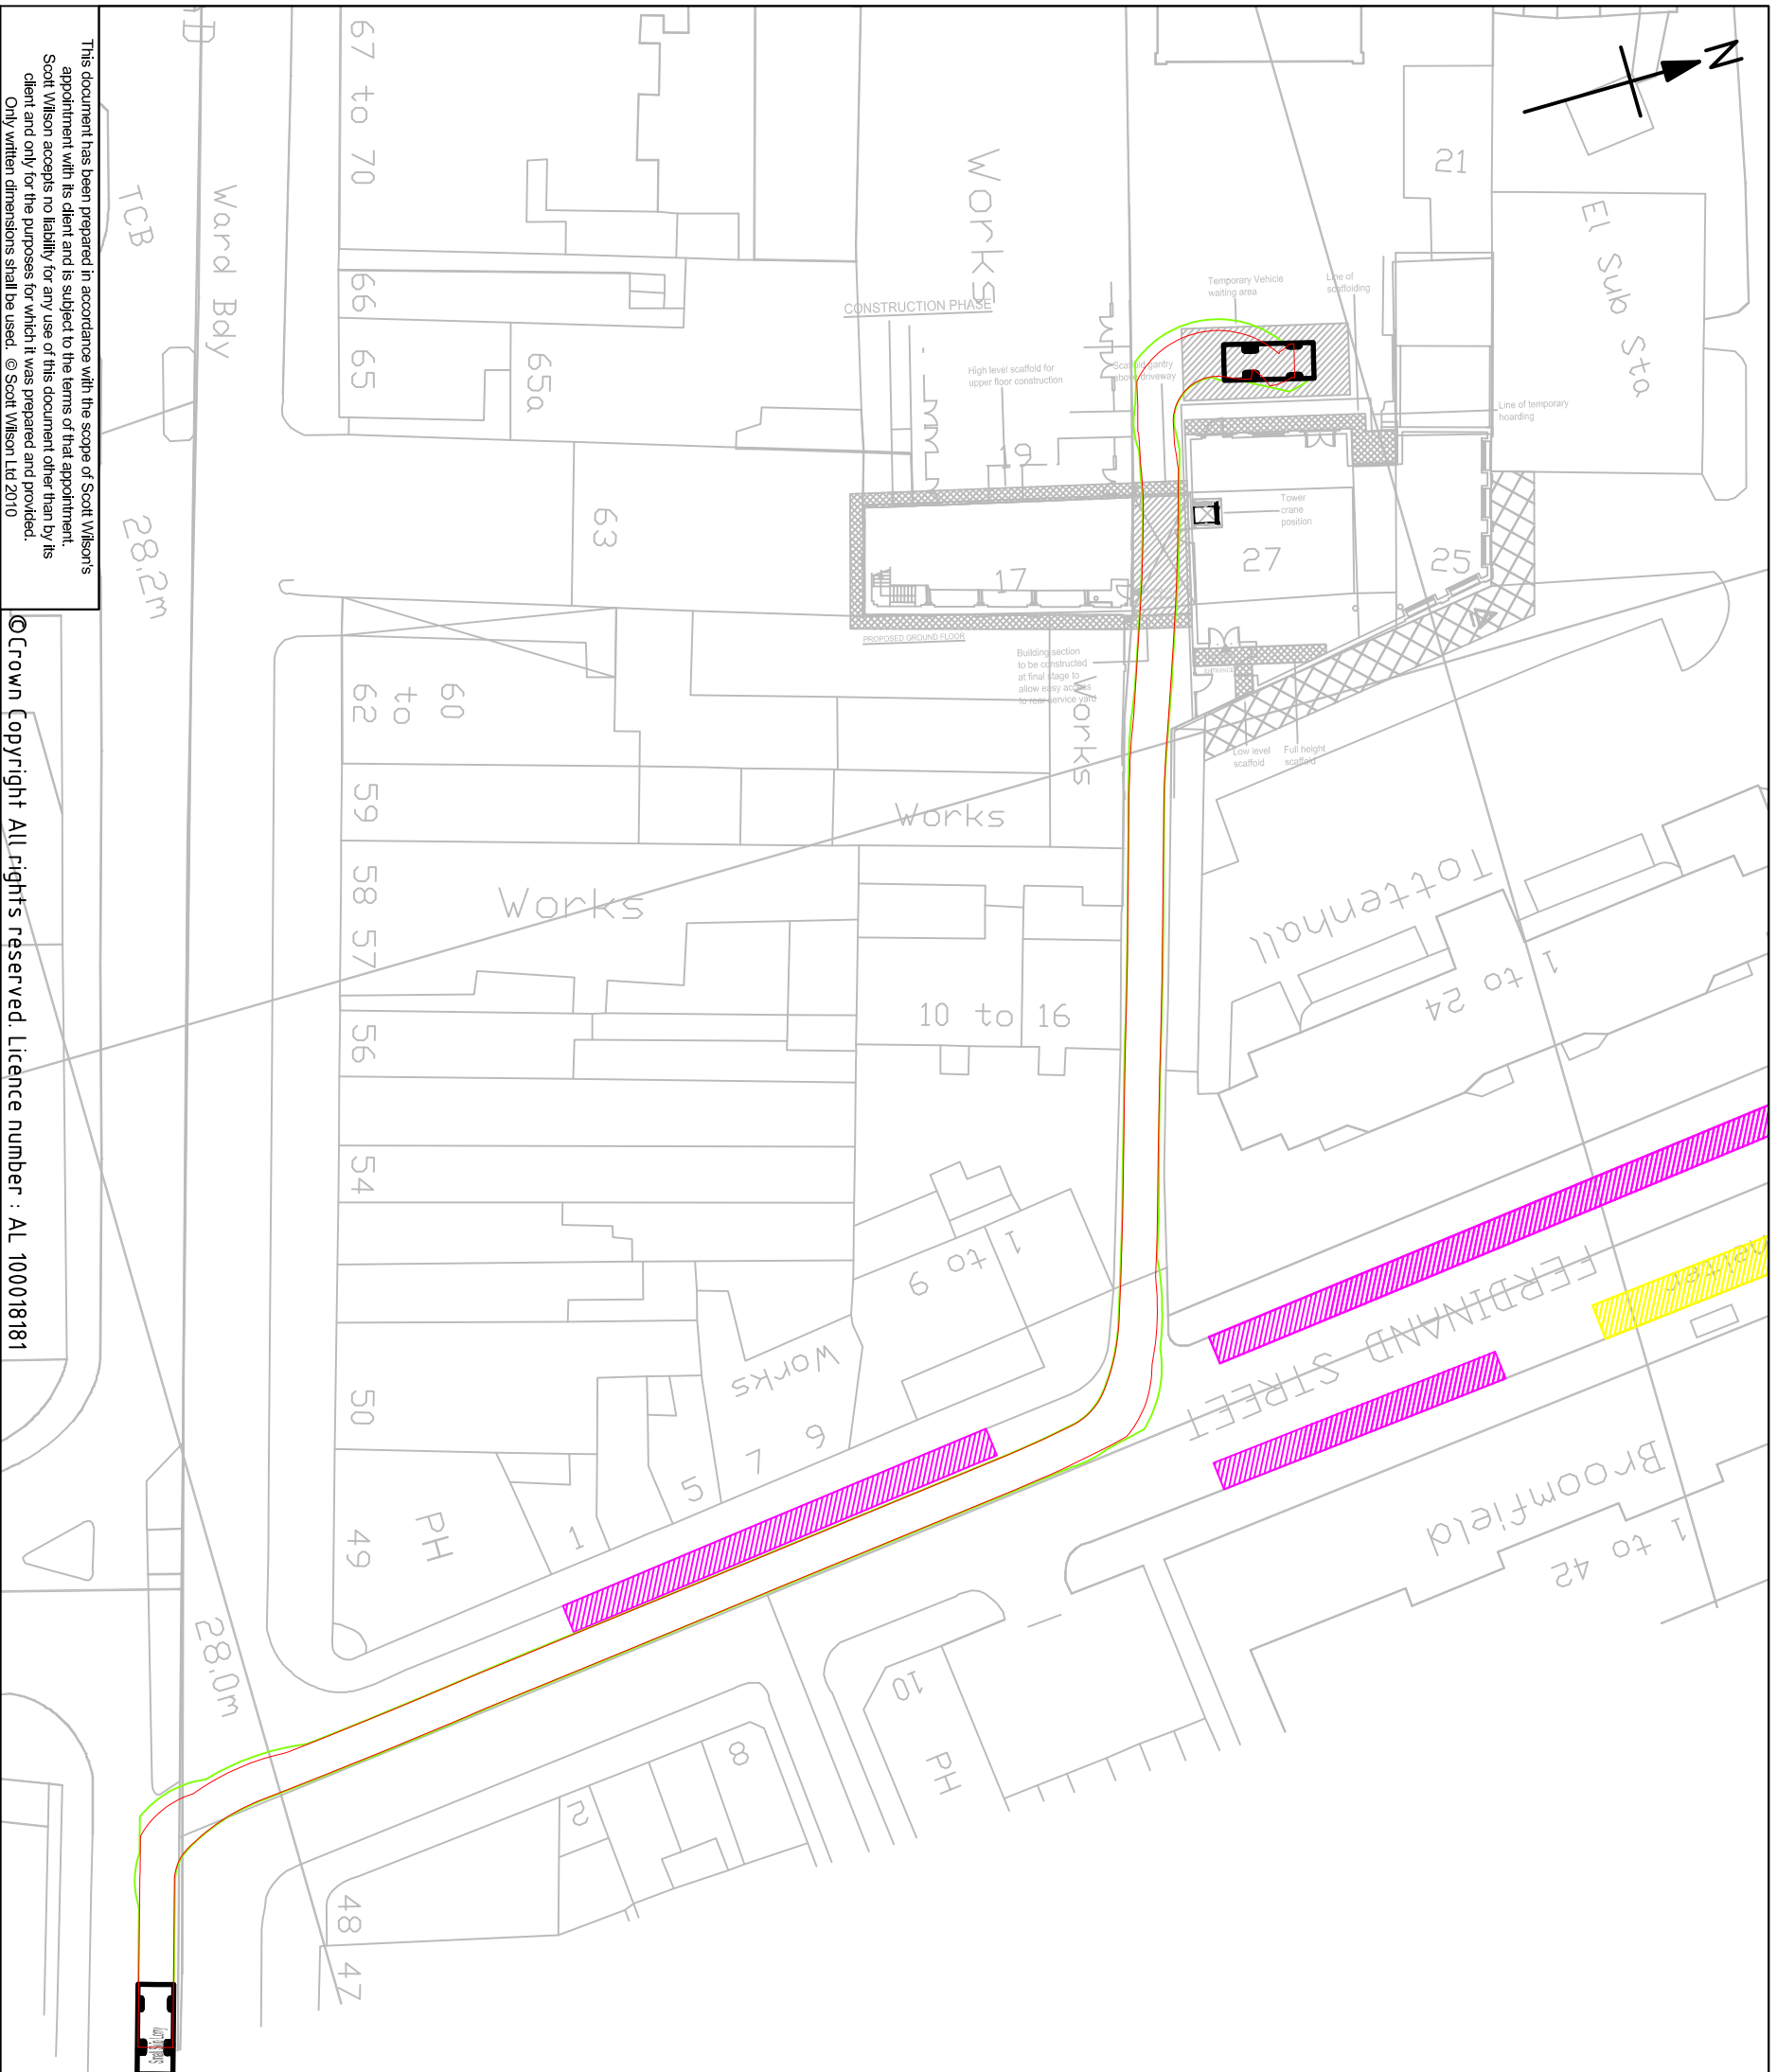 N
21
El Sub Sta
Works
CONSTRUCTION PHASE
Temporary Vehicle
waiting area
Line of
scaffolding
High level scaffold for
upper floor construction
Scaffold gantry
above driveway
Line of temporary
hoarding
19
Tower
crane
position
17
27
25
PROPOSED GROUND FLOOR
Building section
to be constructed
at final stage to
allow easy access
to rear service yard
ENTRANCE
Low level
scaffold
Full height
scaffold
Works
67 to 70
66
65
65a
63
60
to
62
59
58
57
56
54
50
49
48
47
Works
Works
10 to 16
Tottenhall
1 to 24
1 to 9
Works
9
7
5
1
PH
FERDINAND STREET
Broomfield
1 to 42
10
PH
8
2
TCB
Ward Bdy
28.2m
28.0m
This document has been prepared in accordance with the scope of Scott Wilson's
appointment with its client and is subject to the terms of that appointment.
Scott Wilson accepts no liability for any use of this document other than by its
client and only for the purposes for which it was prepared and provided.
Only written dimensions shall be used. © Scott Wilson Ltd 2010
©Crown Copyright All rights reserved. Licence number : AL 100018181